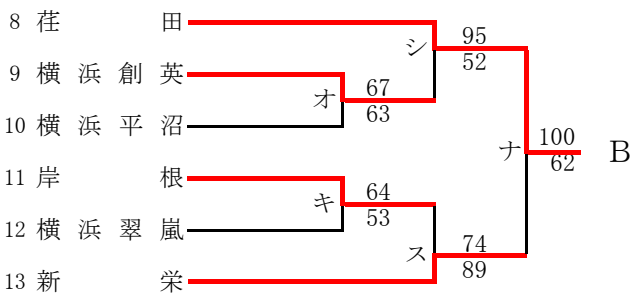 8 荏田
シ 95
52
9 横浜創英
オ 67
63
10 横浜平沼
ナ 100
62 B
11 岸根
キ 64
53
12 横浜翠嵐
ス 74
89
13 新栄